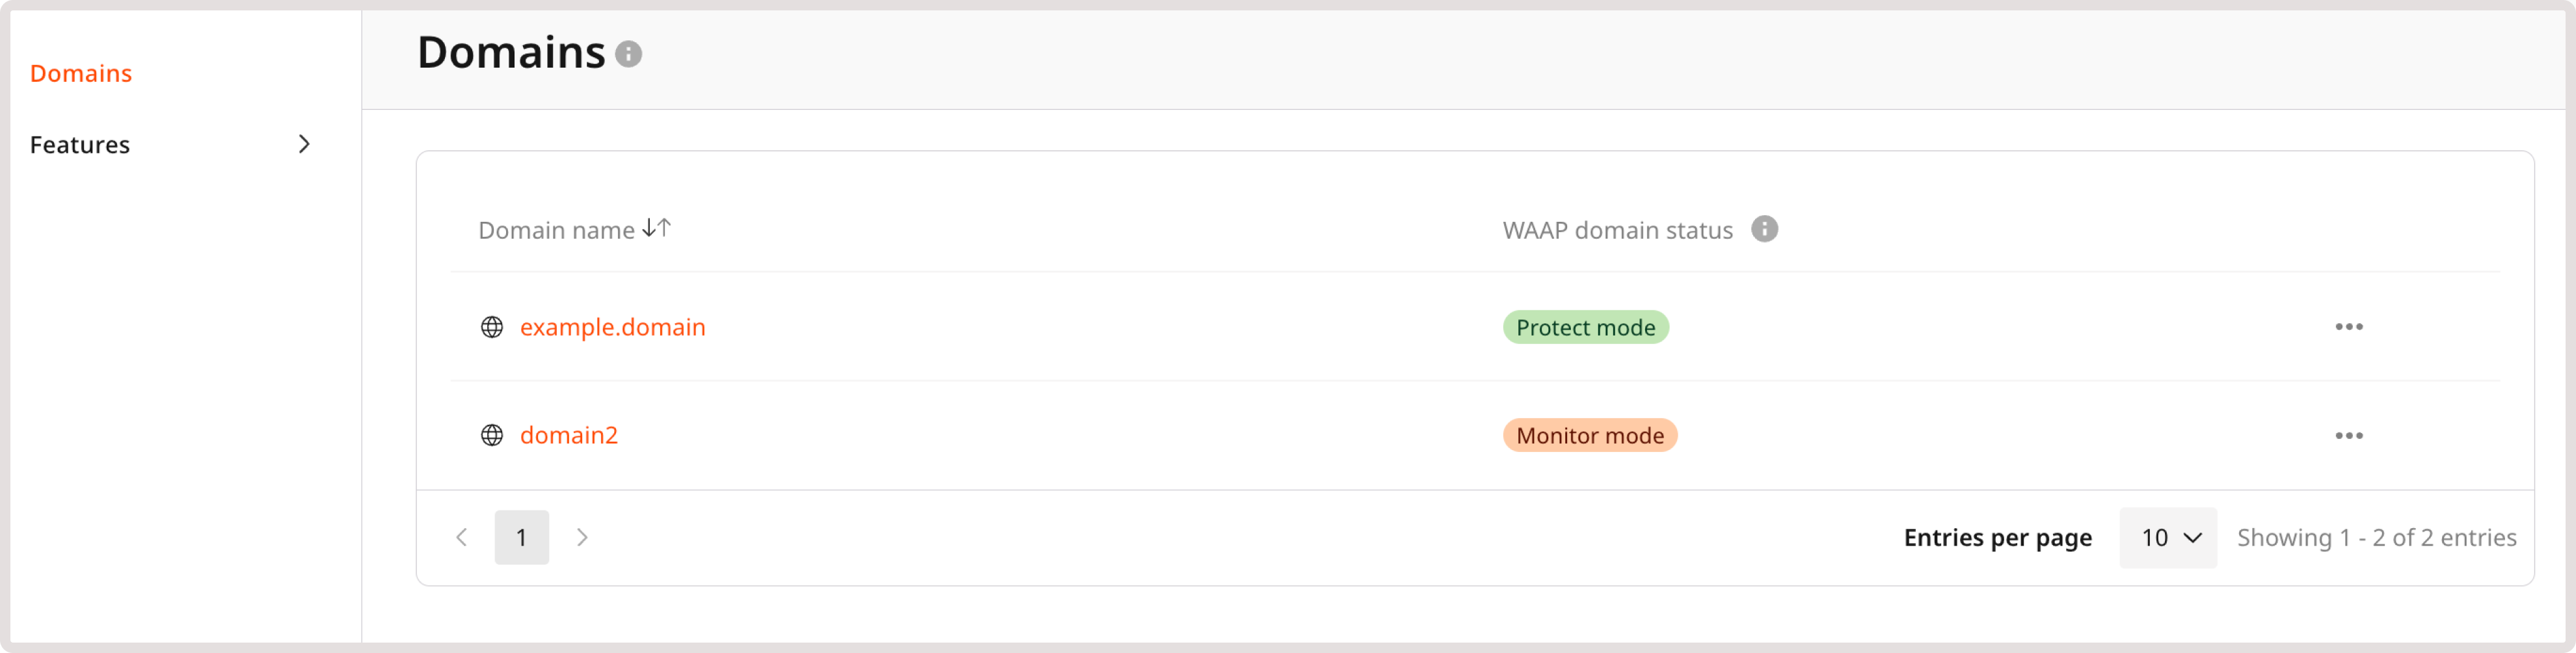 Domains
Features
Domains
Domain name WAAP domain status
example.domain Protect mode
domain2 Monitor mode
1 Entries per page 10 Showing 1 - 2 of 2 entries